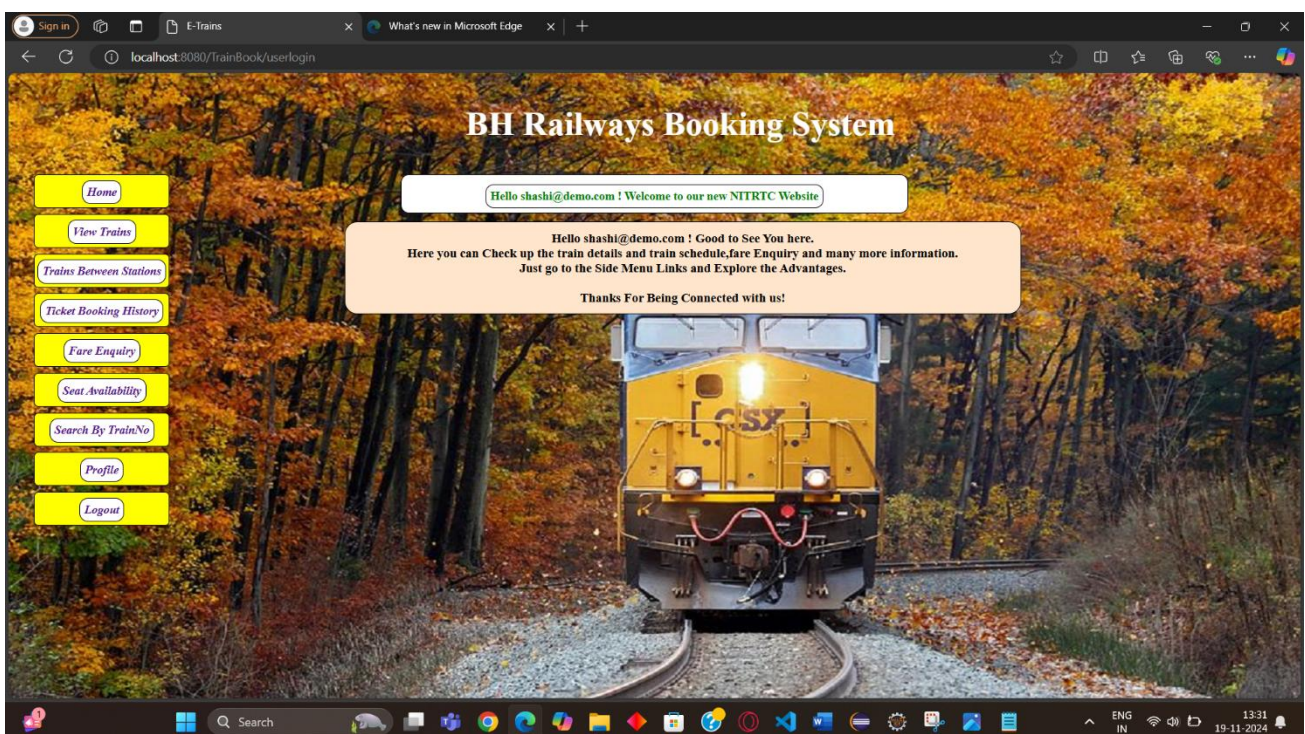 Sign in
E-Trains
What's new in Microsoft Edge
localhost:8080/TrainBook/userlogin
BH Railways Booking System
Home
View Trains
Trains Between Stations
Ticket Booking History
Fare Enquiry
Seat Availability
Search By TrainNo
Profile
Logout
Hello shashi@demo.com ! Welcome to our new NITRTC Website
Hello shashi@demo.com ! Good to See You here.
Here you can Check up the train details and train schedule,fare Enquiry and many more information.
Just go to the Side Menu Links and Explore the Advantages.
Thanks For Being Connected with us!
CSX
1
Search
ENG
IN
13:31
19-11-2024